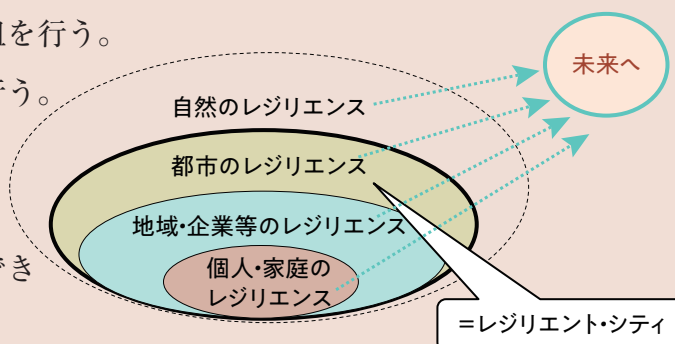 を行う。
う。
自然のレジリエンス
未来へ
都市のレジリエンス
地域・企業等のレジリエンス
個人・家庭の
レジリエンス
き
＝レジリエント・シティ